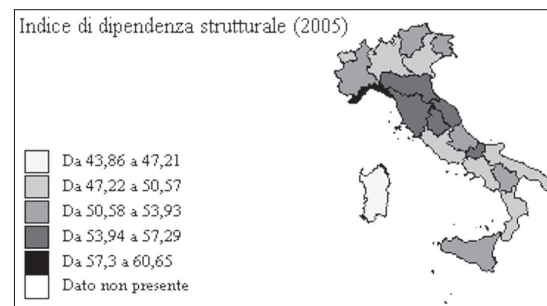 Indice di dipendenza strutturale (2005)
Da 43,86 a 47,21
Da 47,22 a 50,57
Da 50,58 a 53,93
Da 53,94 a 57,29
Da 57,3 a 60,65
Dato non presente